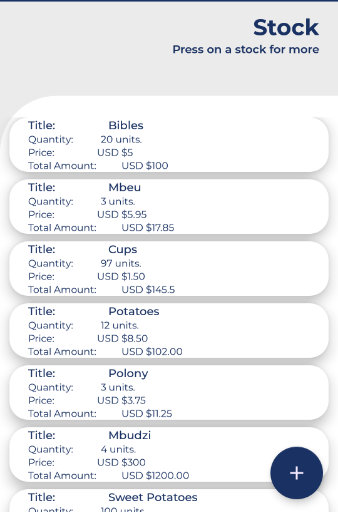 Stock
Press on a stock for more
Title: Bibles
Quantity: 20 units.
Price: USD $5
Total Amount: USD $100
Title: Mbeu
Quantity: 3 units.
Price: USD $5.95
Total Amount: USD $17.85
Title: Cups
Quantity: 97 units.
Price: USD $1.50
Total Amount: USD $145.5
Title: Potatoes
Quantity: 12 units.
Price: USD $8.50
Total Amount: USD $102.00
Title: Polony
Quantity: 3 units.
Price: USD $3.75
Total Amount: USD $11.25
Title: Mbudzi
Quantity: 4 units.
Price: USD $300
Total Amount: USD $1200.00
Title: Sweet Potatoes
Quantity: 100 units.